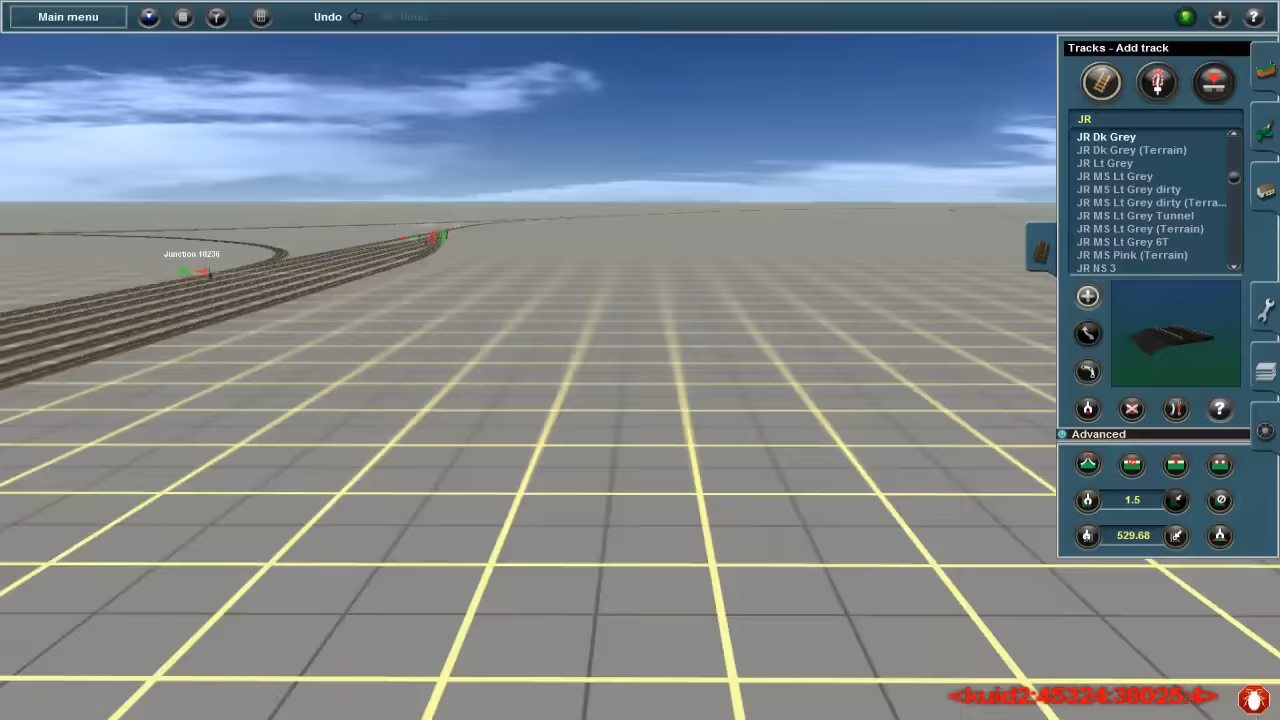 Main menu
Undo
Redo
Tracks - Add track
JR
JR Dk Grey
JR Dk Grey (Terrain)
JR Lt Grey
JR MS Lt Grey
JR MS Lt Grey dirty
JR MS Lt Grey dirty (Terra...
JR MS Lt Grey Tunnel
JR MS Lt Grey (Terrain)
JR MS Lt Grey 6T
JR MS Pink (Terrain)
JR NS 3
Junction 10236
?
Advanced
1.5
529.68
<kuid2:45324:38025:4>